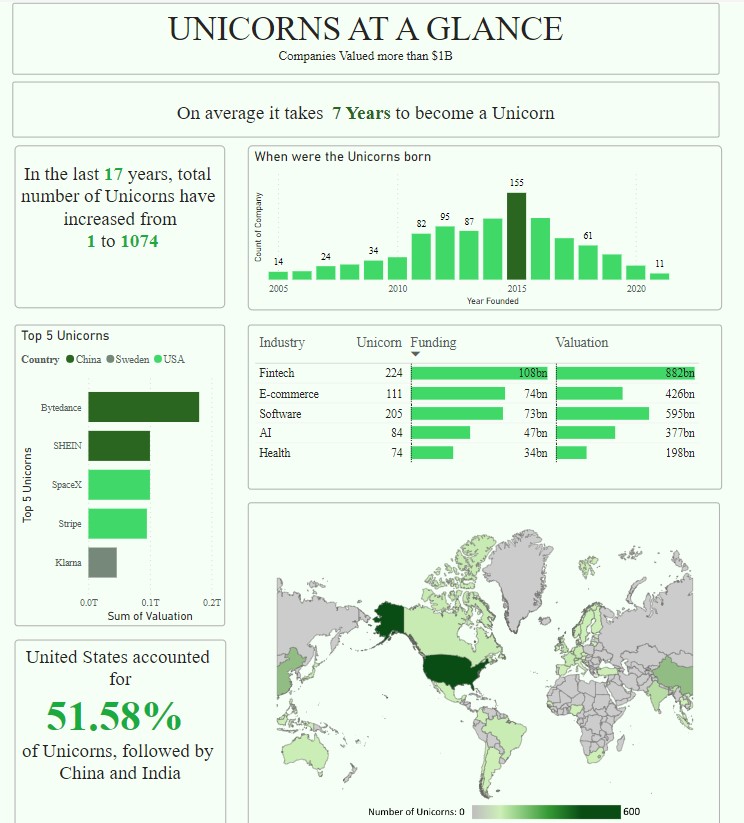 UNICORNS AT A GLANCE
Companies Valued more than $1B
On average it takes 7 Years to become a Unicorn
In the last 17 years, total
number of Unicorns have
increased from
1 to 1074
When were the Unicorns born
Count of Company
14
24
34
82
95
87
155
61
11
2005
2010
2015
2020
Year Founded
Top 5 Unicorns
Country China Sweden USA
Top 5 Unicorns
Bytedance
SHEIN
SpaceX
Stripe
Klarna
0.0T 0.1T 0.2T
Sum of Valuation
Industry Unicorn Funding Valuation
Fintech 224 108bn 882bn
E-commerce 111 74bn 426bn
Software 205 73bn 595bn
AI 84 47bn 377bn
Health 74 34bn 198bn
United States accounted
for
51.58%
of Unicorns, followed by
China and India
Number of Unicorns: 0 600